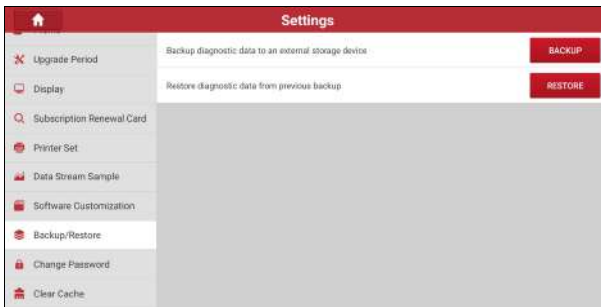 Settings
Upgrade Period
Display
Subscription Renewal Card
Printer Set
Data Stream Sample
Software Customization
Backup/Restore
Change Password
Clear Cache
Backup diagnostic data to an external storage device
BACKUP
Restore diagnostic data from previous backup
RESTORE